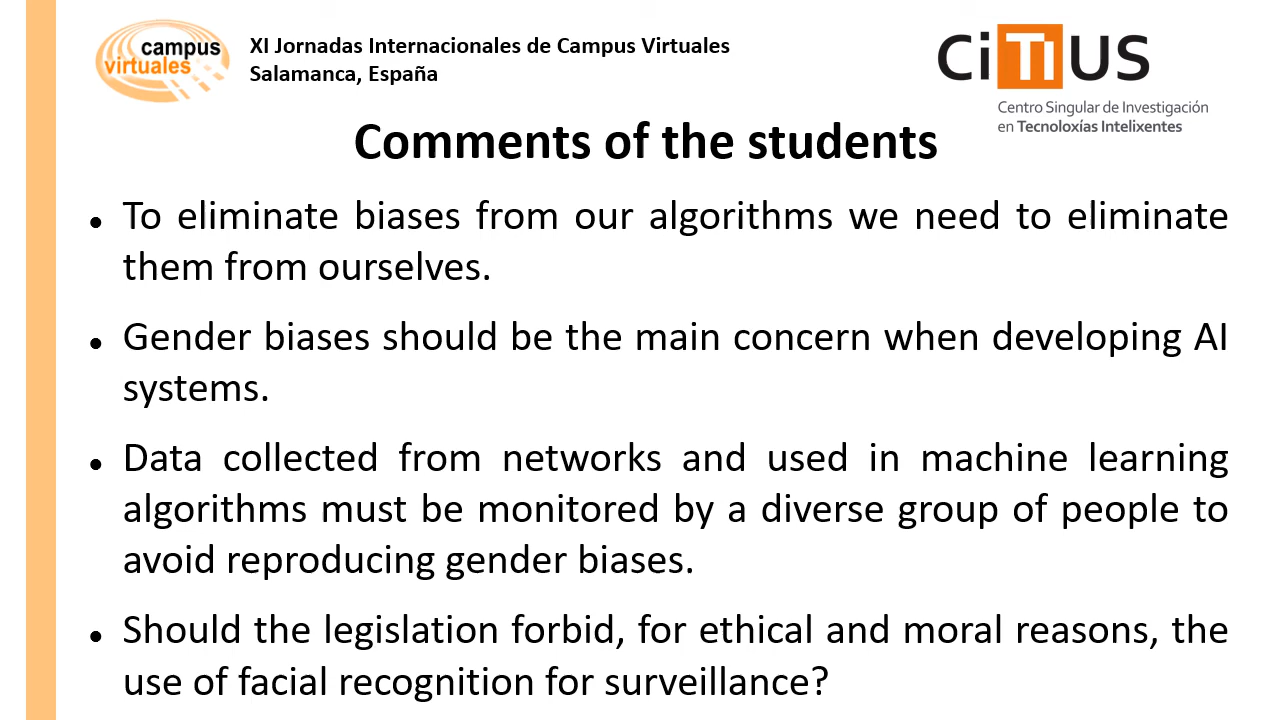 campus
virtuales
XI Jornadas Internacionales de Campus Virtuales
Salamanca, España
CiTIUS
Centro Singular de Investigación
en Tecnoloxías Intelixentes
Comments of the students
• To eliminate biases from our algorithms we need to eliminate
them from ourselves.
• Gender biases should be the main concern when developing AI
systems.
• Data collected from networks and used in machine learning
algorithms must be monitored by a diverse group of people to
avoid reproducing gender biases.
• Should the legislation forbid, for ethical and moral reasons, the
use of facial recognition for surveillance?